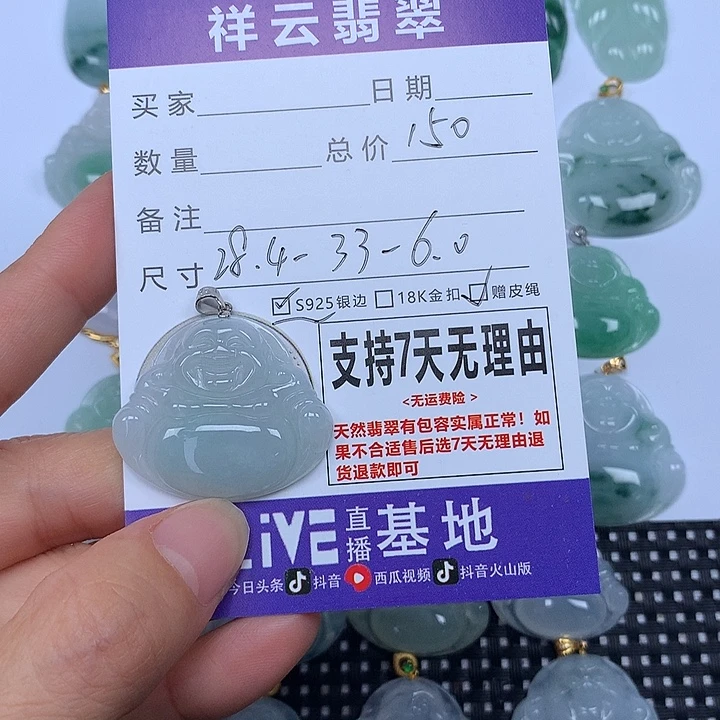 祥云翡翠
买家 日期
数量 总价 150
备注
尺寸 28.4-33-6.0
S925银边 18K金扣 赠皮绳
支持7天无理由
<无运费险>
天然翡翠有包容实属正常！如
果不合适售后选7天无理由退
货退款即可
LIVE 直播 基地
今日头条 抖音 西瓜视频 抖音火山版